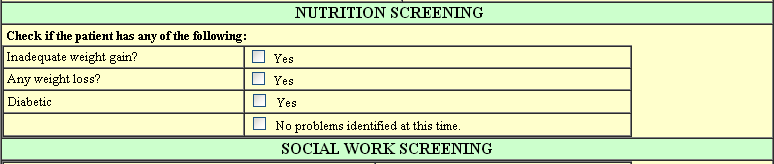 NUTRITION SCREENING
Check if the patient has any of the following:
Inadequate weight gain? Yes
Any weight loss? Yes
Diabetic Yes
No problems identified at this time.
SOCIAL WORK SCREENING